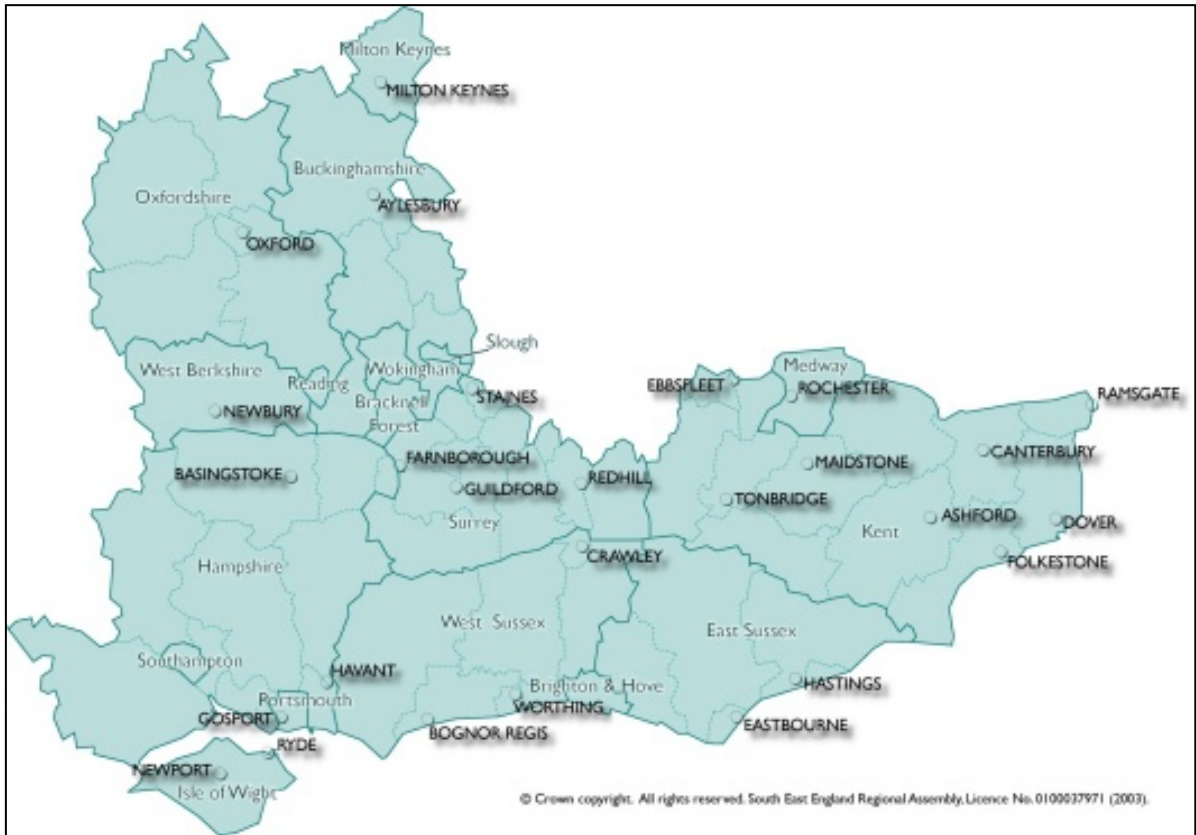 Milton Keynes
MILTON KEYNES
Buckinghamshire
Oxfordshire
AYLESBURY
OXFORD
Slough
West Berkshire
Wokingham
Medway
Reading
EBBSFLEET
ROCHESTER
RAMSGATE
Bracknell
Forest
STAINES
NEWBURY
FARNBOROUGH
CANTERBURY
BASINGSTOKE
GUILDFORD
REDHILL
MAIDSTONE
TONBRIDGE
Surrey
Kent
ASHFORD
DOVER
CRAWLEY
FOLKESTONE
Hampshire
West Sussex
East Sussex
Southampton
HAVANT
Brighton & Hove
HASTINGS
Portsmouth
WORTHING
GOSPORT
BOGNOR REGIS
EASTBOURNE
RYDE
NEWPORT
Isle of Wight
© Crown copyright. All rights reserved. South East England Regional Assembly, Licence No. 0100037971 (2003).